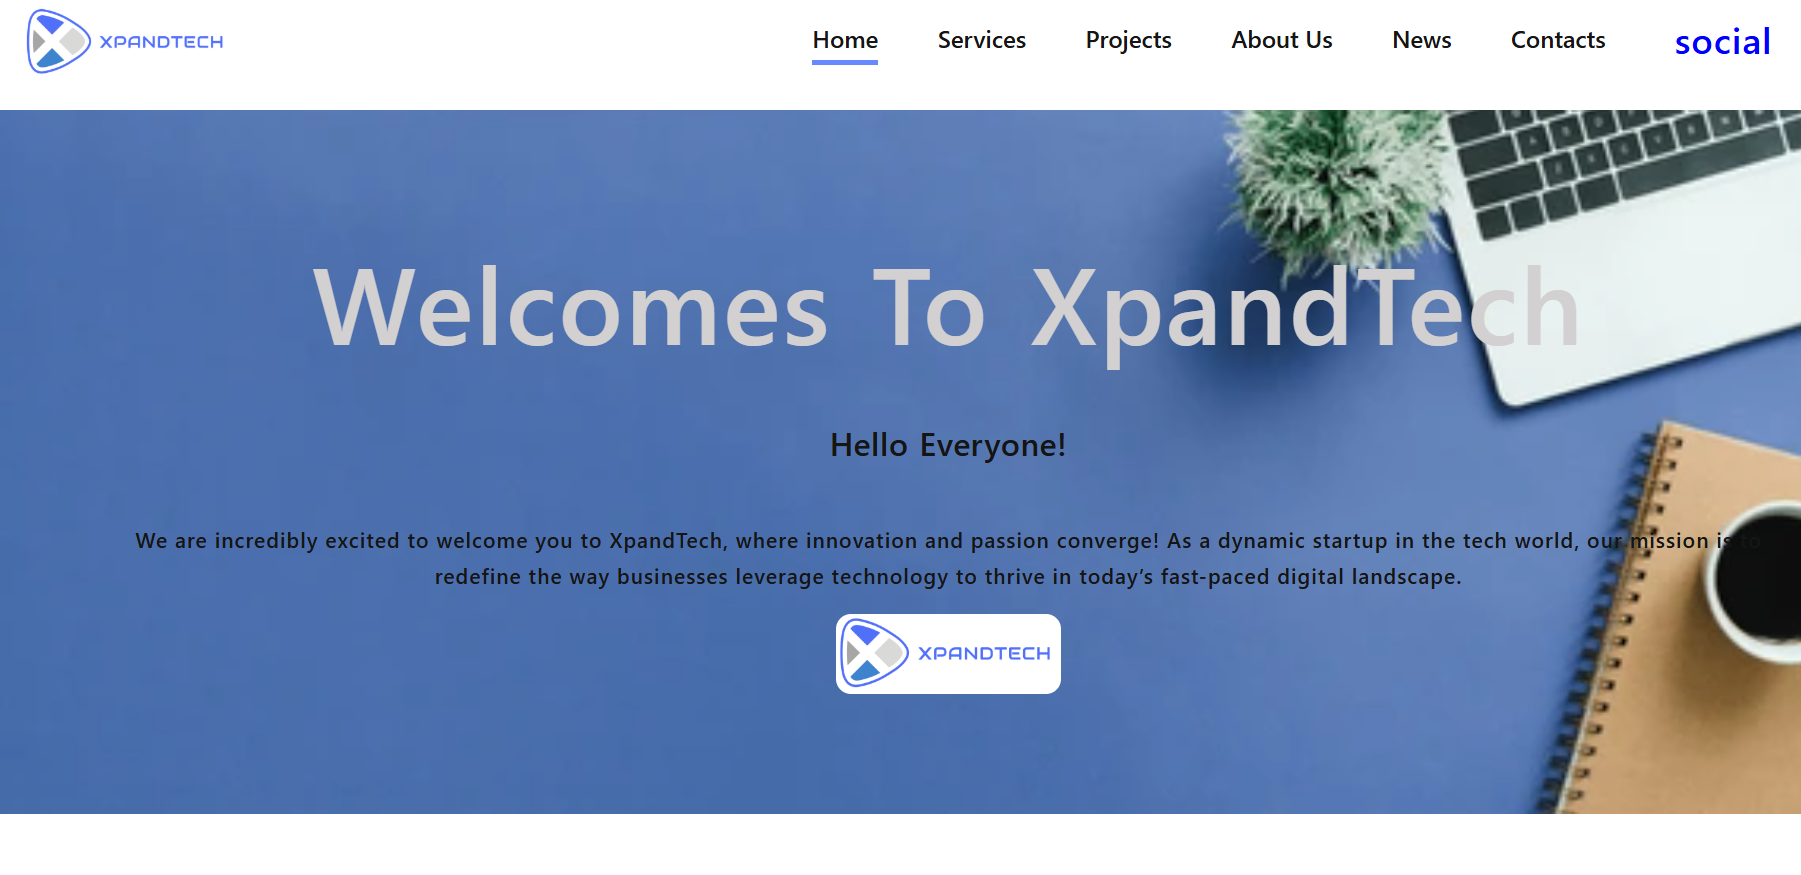 XPANDTECH
Home Services Projects About Us News Contacts social
Welcomes To XpandTech
Hello Everyone!
We are incredibly excited to welcome you to XpandTech, where innovation and passion converge! As a dynamic startup in the tech world, our mission is to
redefine the way businesses leverage technology to thrive in today’s fast-paced digital landscape.
XPANDTECH